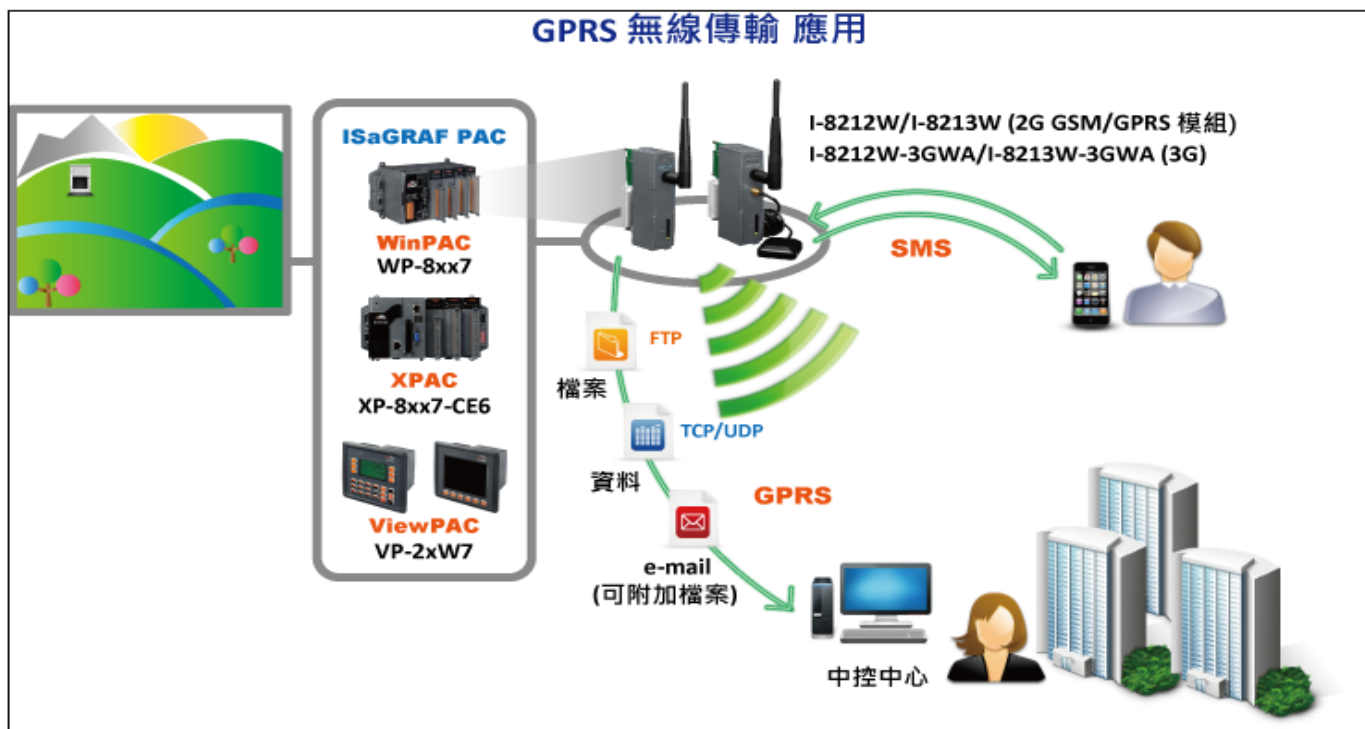 GPRS 無線傳輸 應用
ISaGRAF PAC
WinPAC
WP-8xx7
XPAC
XP-8xx7-CE6
ViewPAC
VP-2xW7
I-8212W/I-8213W (2G GSM/GPRS 模組)
I-8212W-3GWA/I-8213W-3GWA (3G)
SMS
FTP
檔案
TCP/UDP
資料
GPRS
e-mail
(可附加檔案)
中控中心